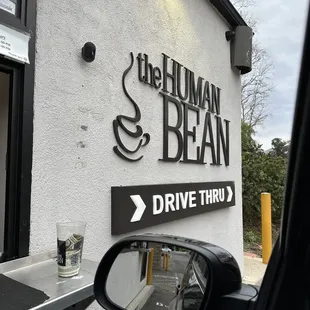 the HUMAN
BEAN
> DRIVE THRU >